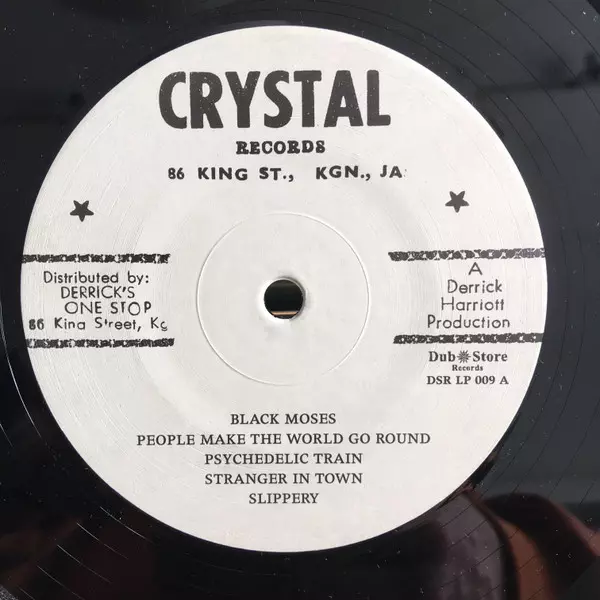 CRYSTAL
RECORDS
86 KING ST., KGN., JA
Distributed by:
DERRICK'S
ONE STOP
86 King Street, Kg
A
Derrick
Harriott
Production
Dub Store
Records
DSR LP 009 A
BLACK MOSES
PEOPLE MAKE THE WORLD GO ROUND
PSYCHEDELIC TRAIN
STRANGER IN TOWN
SLIPPERY